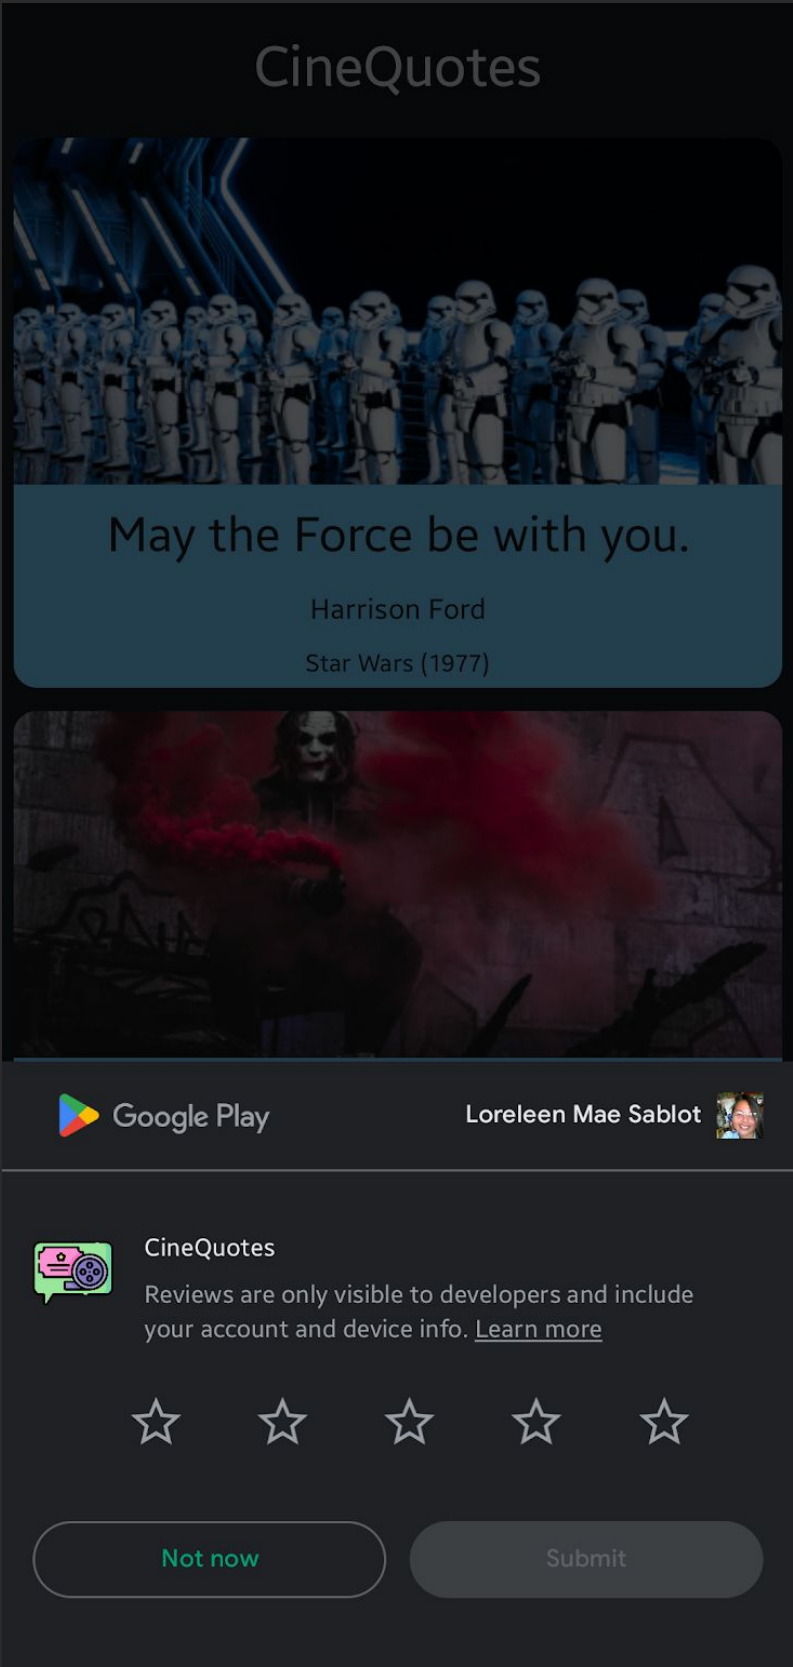 CineQuotes
May the Force be with you.
Harrison Ford
Star Wars (1977)
Google Play
Loreleen Mae Sablot
CineQuotes
Reviews are only visible to developers and include
your account and device info. Learn more
Not now
Submit